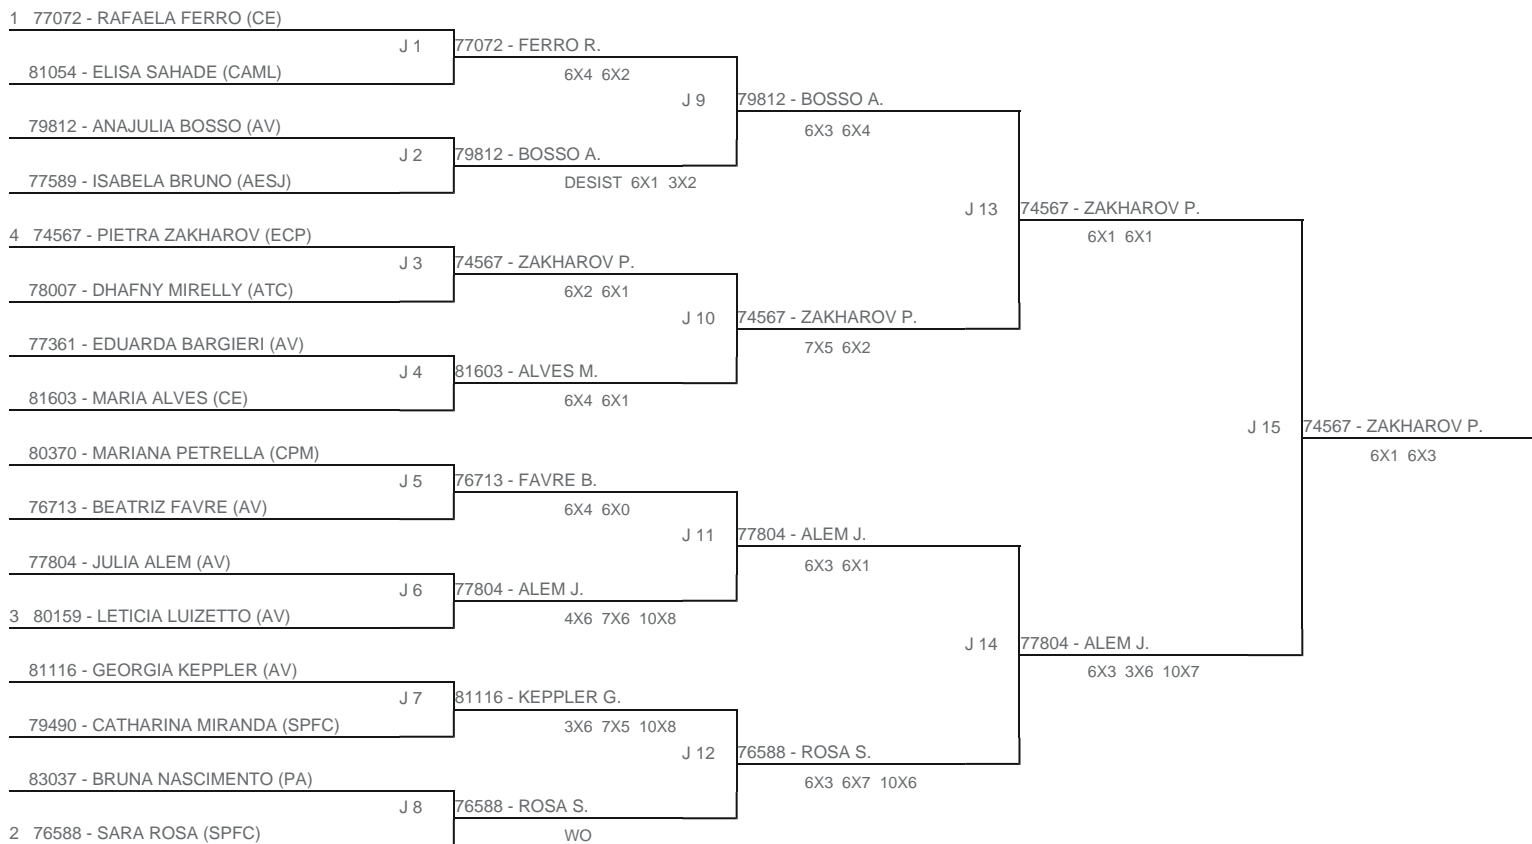 1 77072 - RAFAELA FERRO (CE)
J 1
77072 - FERRO R.
81054 - ELISA SAHADE (CAML)
6X4 6X2
J 9
79812 - BOSSO A.
79812 - ANAJULIA BOSSO (AV)
6X3 6X4
J 2
79812 - BOSSO A.
77589 - ISABELA BRUNO (AESJ)
DESIST 6X1 3X2
J 13
74567 - ZAKHAROV P.
4 74567 - PIETRA ZAKHAROV (ECP)
6X1 6X1
J 3
74567 - ZAKHAROV P.
78007 - DHAFNY MIRELLY (ATC)
6X2 6X1
J 10
74567 - ZAKHAROV P.
77361 - EDUARDA BARGIERI (AV)
7X5 6X2
J 4
81603 - ALVES M.
81603 - MARIA ALVES (CE)
6X4 6X1
J 15
74567 - ZAKHAROV P.
80370 - MARIANA PETRELLA (CPM)
6X1 6X3
J 5
76713 - FAVRE B.
76713 - BEATRIZ FAVRE (AV)
6X4 6X0
J 11
77804 - ALEM J.
77804 - JULIA ALEM (AV)
6X3 6X1
J 6
77804 - ALEM J.
3 80159 - LETICIA LUIZETTO (AV)
4X6 7X6 10X8
J 14
77804 - ALEM J.
81116 - GEORGIA KEPPLER (AV)
6X3 3X6 10X7
J 7
81116 - KEPPLER G.
79490 - CATHARINA MIRANDA (SPFC)
3X6 7X5 10X8
J 12
76588 - ROSA S.
83037 - BRUNA NASCIMENTO (PA)
6X3 6X7 10X6
J 8
76588 - ROSA S.
2 76588 - SARA ROSA (SPFC)
WO